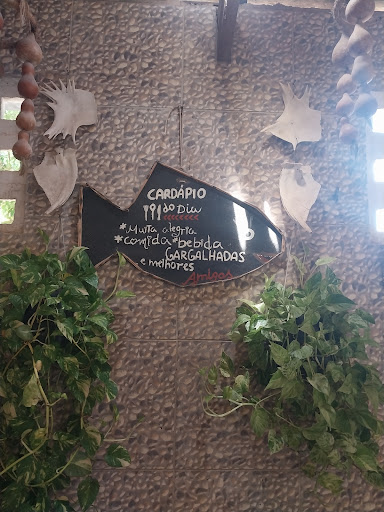 CARDÁPIO
do Dia
*Muita alegria
*comida*bebida
GARGALHADAS
e melhores
Amigos